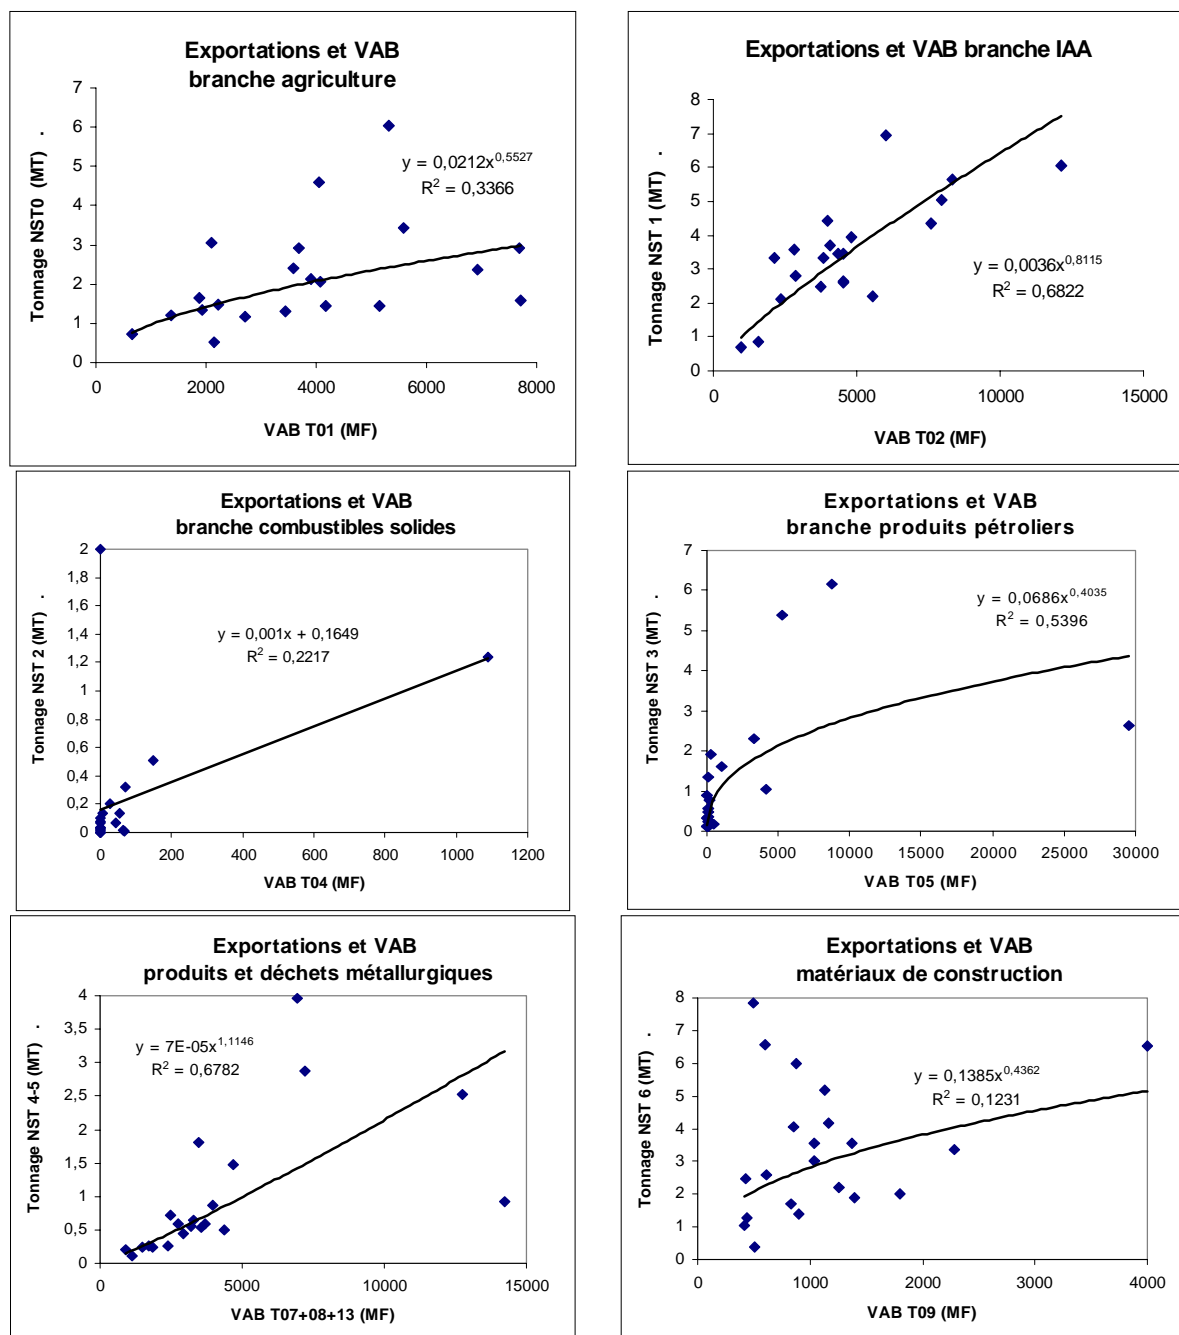 Exportations et VAB
branche agriculture
7
6
5
4
3
2
1
0
0 2000 4000 6000 8000
Tonnage NST0 (MT) .
VAB T01 (MF)
y = 0,0212x^0,5527
R² = 0,3366
Exportations et VAB branche IAA
8
7
6
5
4
3
2
1
0
0 5000 10000 15000
Tonnage NST 1 (MT) .
VAB T02 (MF)
y = 0,0036x^0,8115
R² = 0,6822
Exportations et VAB
branche combustibles solides
2
1,8
1,6
1,4
1,2
1
0,8
0,6
0,4
0,2
0
0 200 400 600 800 1000 1200
Tonnage NST 2 (MT) .
VAB T04 (MF)
y = 0,001x + 0,1649
R² = 0,2217
Exportations et VAB
branche produits pétroliers
7
6
5
4
3
2
1
0
0 5000 10000 15000 20000 25000 30000
Tonnage NST 3 (MT) .
VAB T05 (MF)
y = 0,0686x^0,4035
R² = 0,5396
Exportations et VAB
produits et déchets métallurgiques
4
3,5
3
2,5
2
1,5
1
0,5
0
0 5000 10000 15000
Tonnage NST 4-5 (MT) .
VAB T07+08+13 (MF)
y = 7E-05x^1,1146
R² = 0,6782
Exportations et VAB
matériaux de construction
8
7
6
5
4
3
2
1
0
0 1000 2000 3000 4000
Tonnage NST 6 (MT) .
VAB T09 (MF)
y = 0,1385x^0,4362
R² = 0,1231